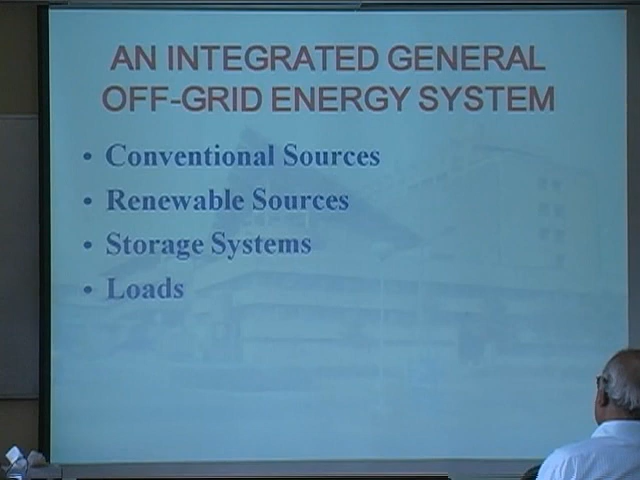 AN INTEGRATED GENERAL
OFF-GRID ENERGY SYSTEM
• Conventional Sources
• Renewable Sources
• Storage Systems
• Loads